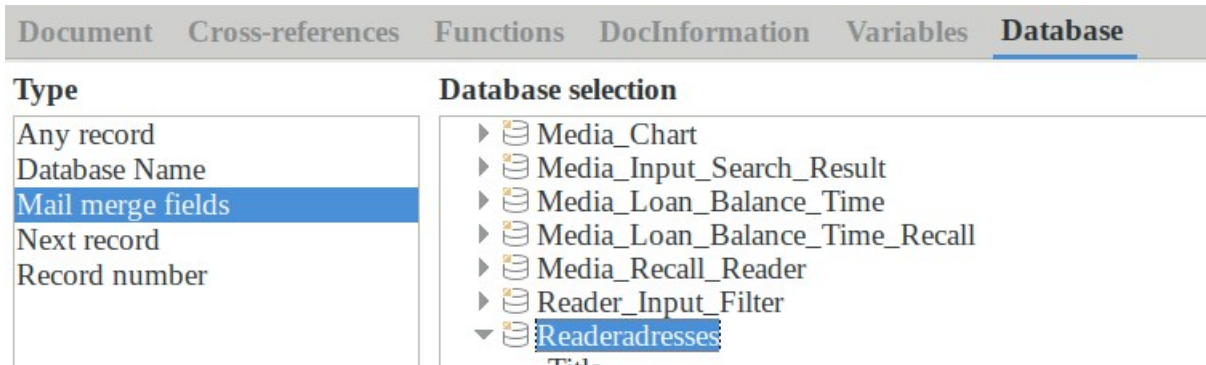 Document Cross-references Functions DocInformation Variables Database
Type
Database selection
Any record
Database Name
Mail merge fields
Next record
Record number
Media_Chart
Media_Input_Search_Result
Media_Loan_Balance_Time
Media_Loan_Balance_Time_Recall
Media_Recall_Reader
Reader_Input_Filter
Readeradresses